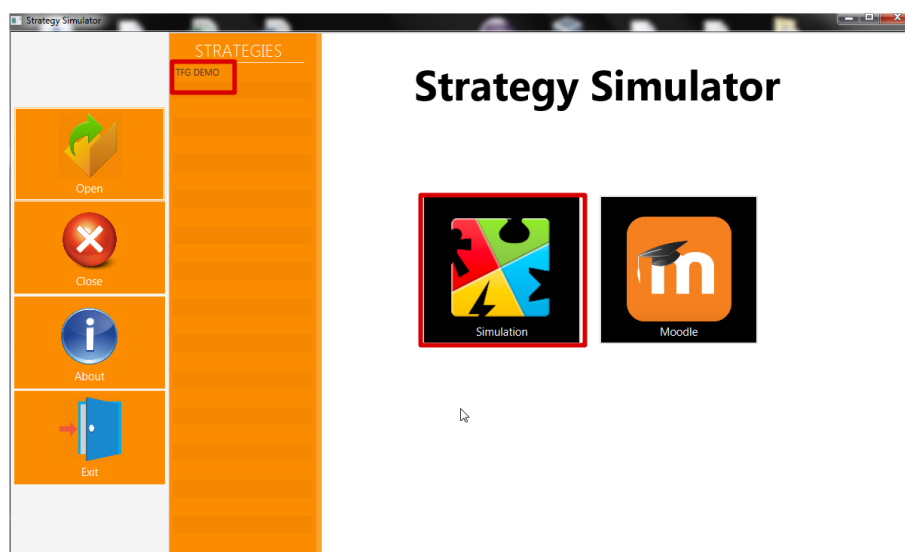 Strategy Simulator
STRATEGIES
TFG DEMO
Strategy Simulator
Open
Close
About
Exit
Simulation
m
Moodle